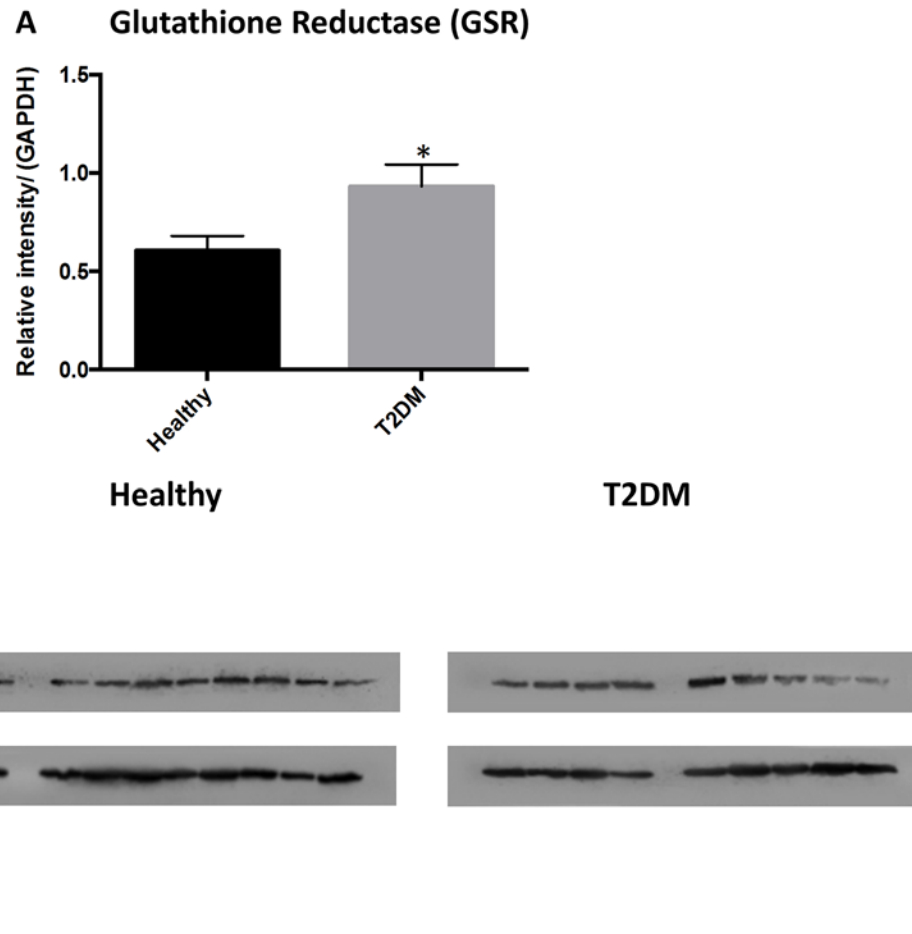 A Glutathione Reductase (GSR)
Relative intensity/ (GAPDH)
1.5
1.0
*
0.5
0.0
Healthy
T2DM
Healthy T2DM